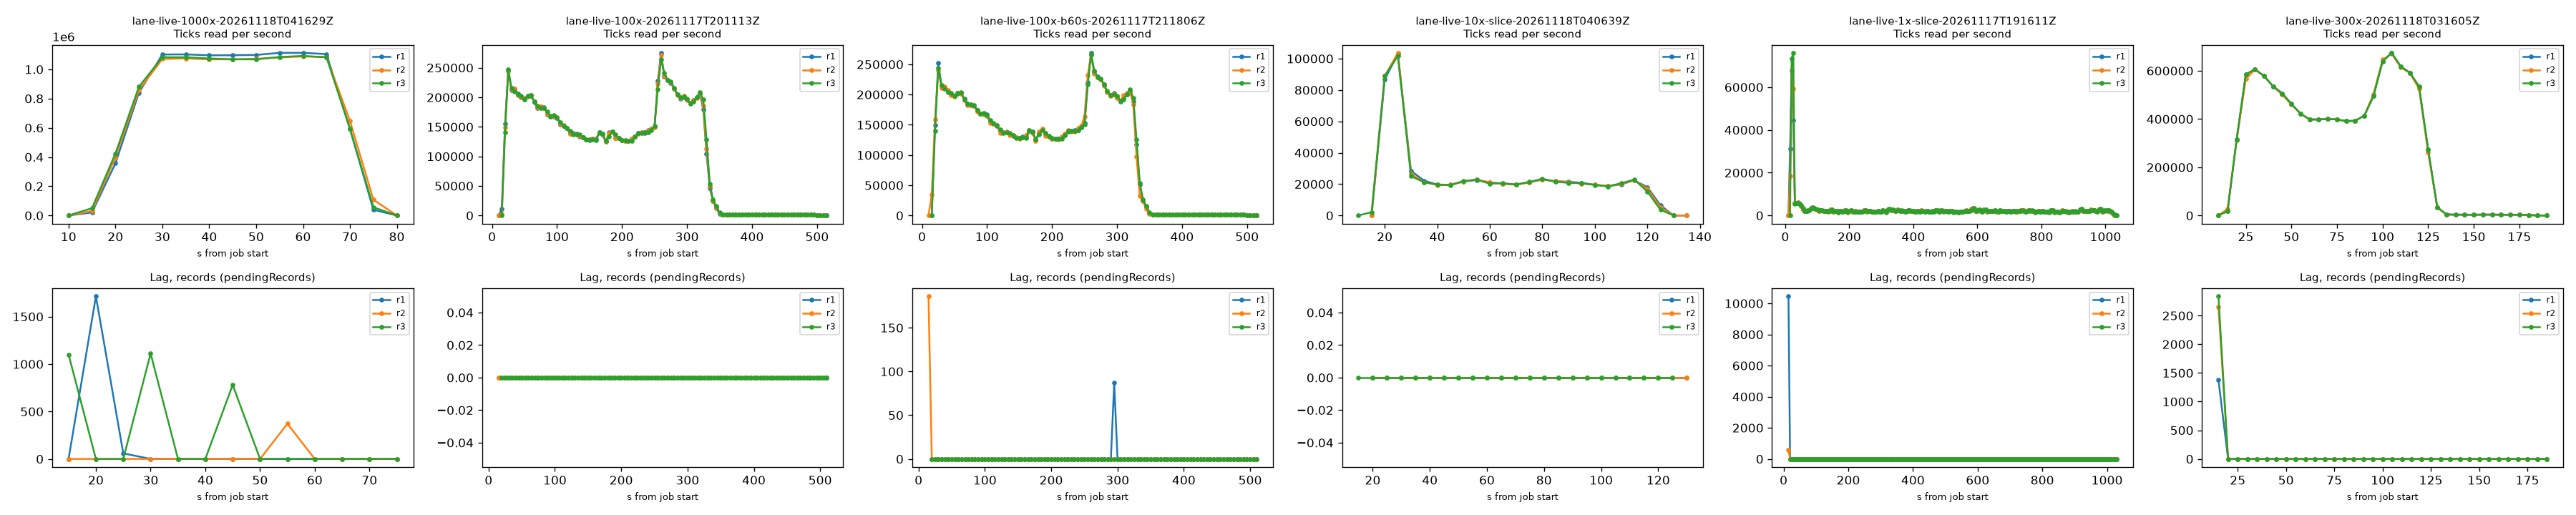 lane-live-1000x-20261118T041629Z
Ticks read per second
1e6
1.0
0.8
0.6
0.4
0.2
0.0
r1
r2
r3
10 20 30 40 50 60 70 80
s from job start
lane-live-100x-20261117T201113Z
Ticks read per second
250000
200000
150000
100000
50000
0
r1
r2
r3
0 100 200 300 400 500
s from job start
lane-live-100x-b60s-20261117T211806Z
Ticks read per second
250000
200000
150000
100000
50000
0
r1
r2
r3
0 100 200 300 400 500
s from job start
lane-live-10x-slice-20261118T040639Z
Ticks read per second
100000
80000
60000
40000
20000
0
r1
r2
r3
20 40 60 80 100 120 140
s from job start
lane-live-1x-slice-20261117T191611Z
Ticks read per second
60000
40000
20000
0
r1
r2
r3
0 200 400 600 800 1000
s from job start
lane-live-300x-20261118T031605Z
Ticks read per second
600000
400000
200000
0
r1
r2
r3
25 50 75 100 125 150 175
s from job start
Lag, records (pendingRecords)
1500
1000
500
0
r1
r2
r3
20 30 40 50 60 70
s from job start
Lag, records (pendingRecords)
0.04
0.02
0.00
−0.02
−0.04
r1
r2
r3
0 100 200 300 400 500
s from job start
Lag, records (pendingRecords)
150
100
50
0
r1
r2
r3
0 100 200 300 400 500
s from job start
Lag, records (pendingRecords)
0.04
0.02
0.00
−0.02
−0.04
r1
r2
r3
20 40 60 80 100 120
s from job start
Lag, records (pendingRecords)
10000
8000
6000
4000
2000
0
r1
r2
r3
0 200 400 600 800 1000
s from job start
Lag, records (pendingRecords)
2500
2000
1500
1000
500
0
r1
r2
r3
25 50 75 100 125 150 175
s from job start